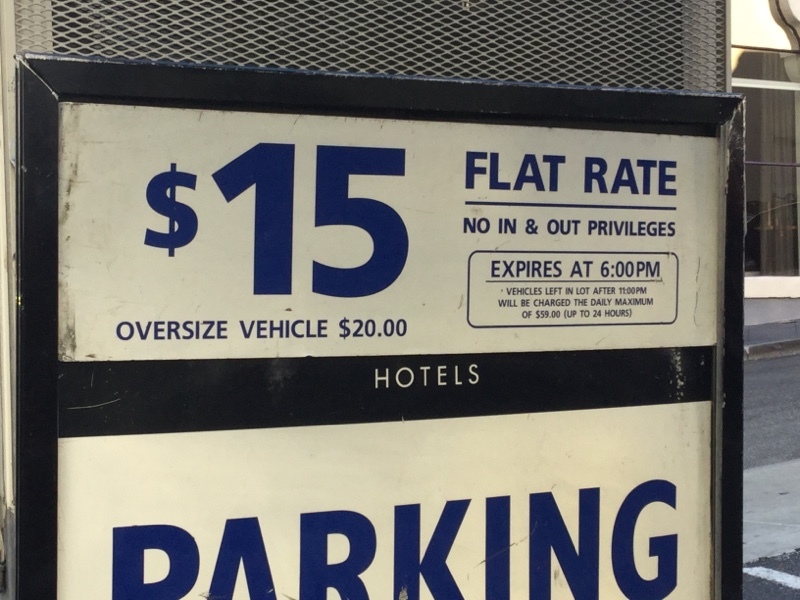 $15
FLAT RATE
NO IN & OUT PRIVILEGES
EXPIRES AT 6:00PM
VEHICLES LEFT IN LOT AFTER 11:00PM
WILL BE CHARGED THE DAILY MAXIMUM
OF $59.00 (UP TO 24 HOURS)
OVERSIZE VEHICLE $20.00
HOTELS
PARKING